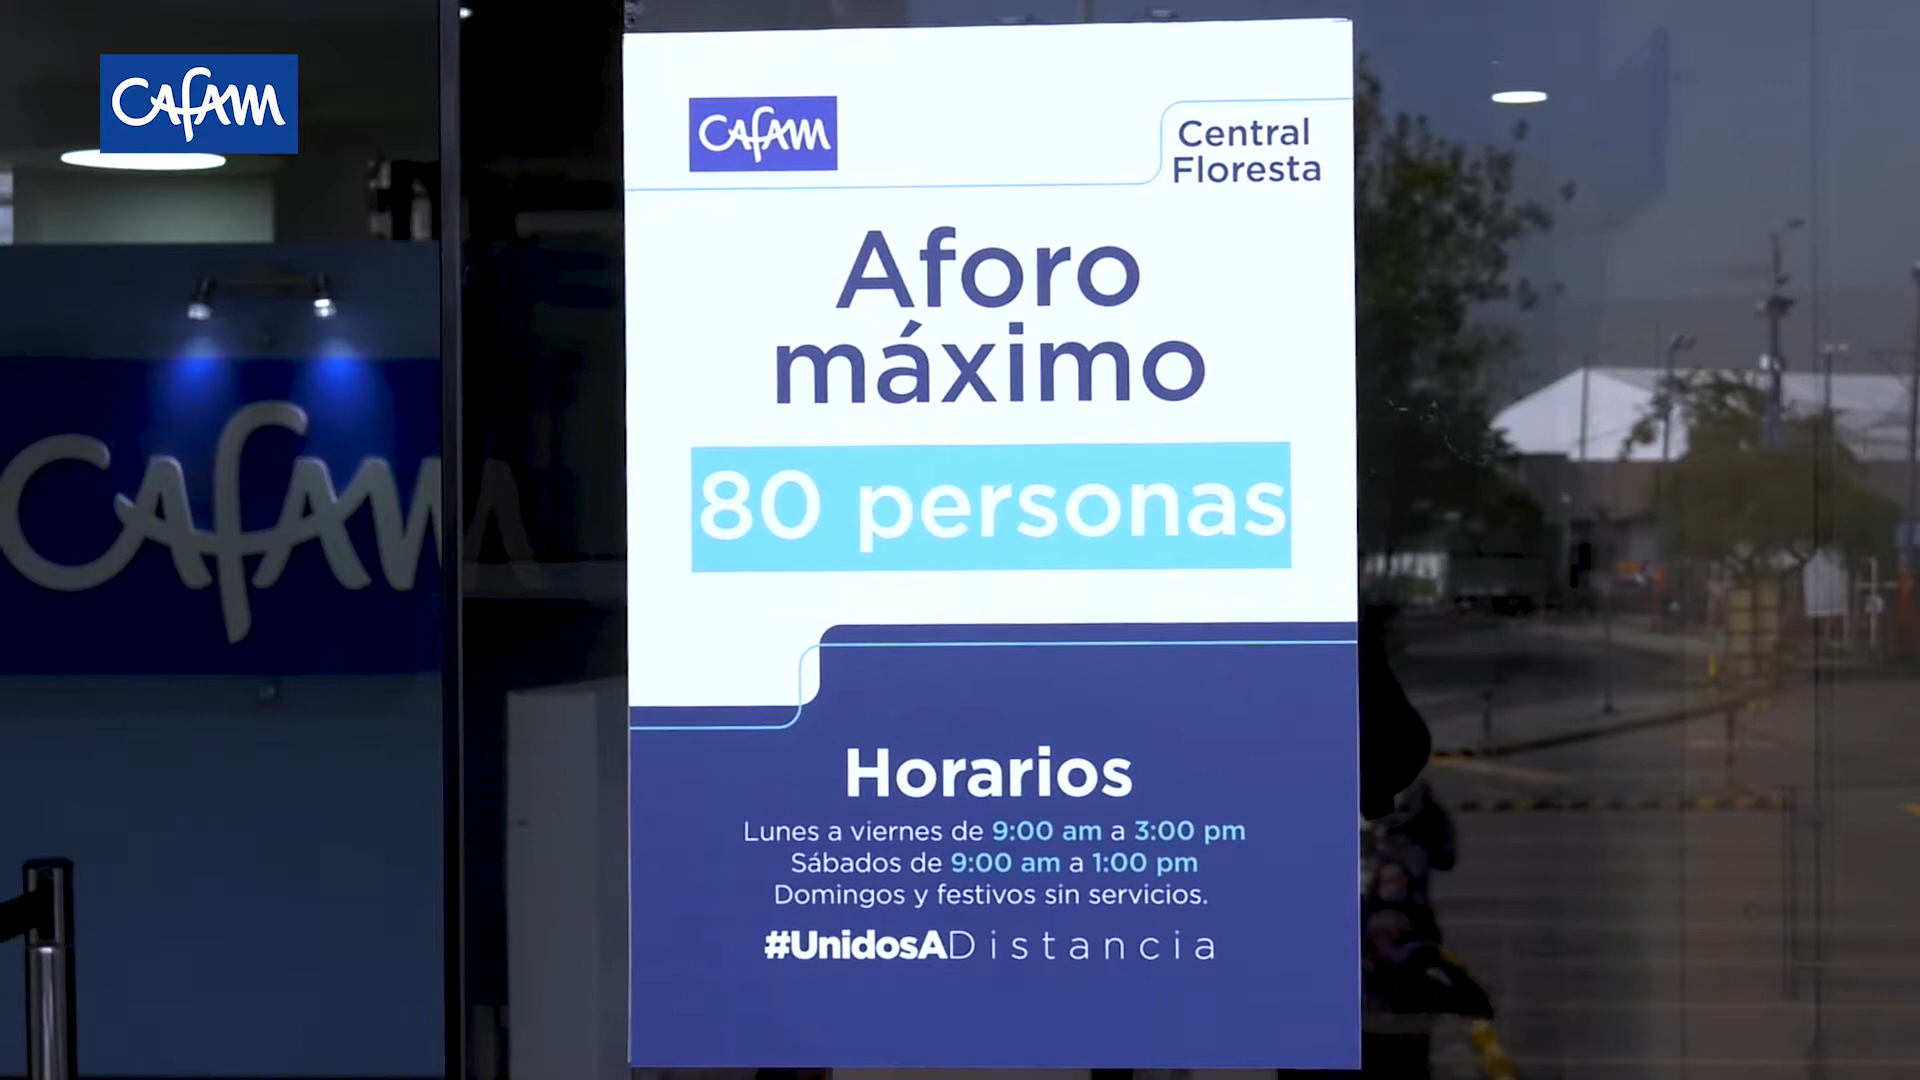 CAFAM
CAFAM
Central
Floresta
Aforo
máximo
80 personas
CAFAM
Horarios
Lunes a viernes de 9:00 am a 3:00 pm
Sábados de 9:00 am a 1:00 pm
Domingos y festivos sin servicios.
#UnidosADistancia